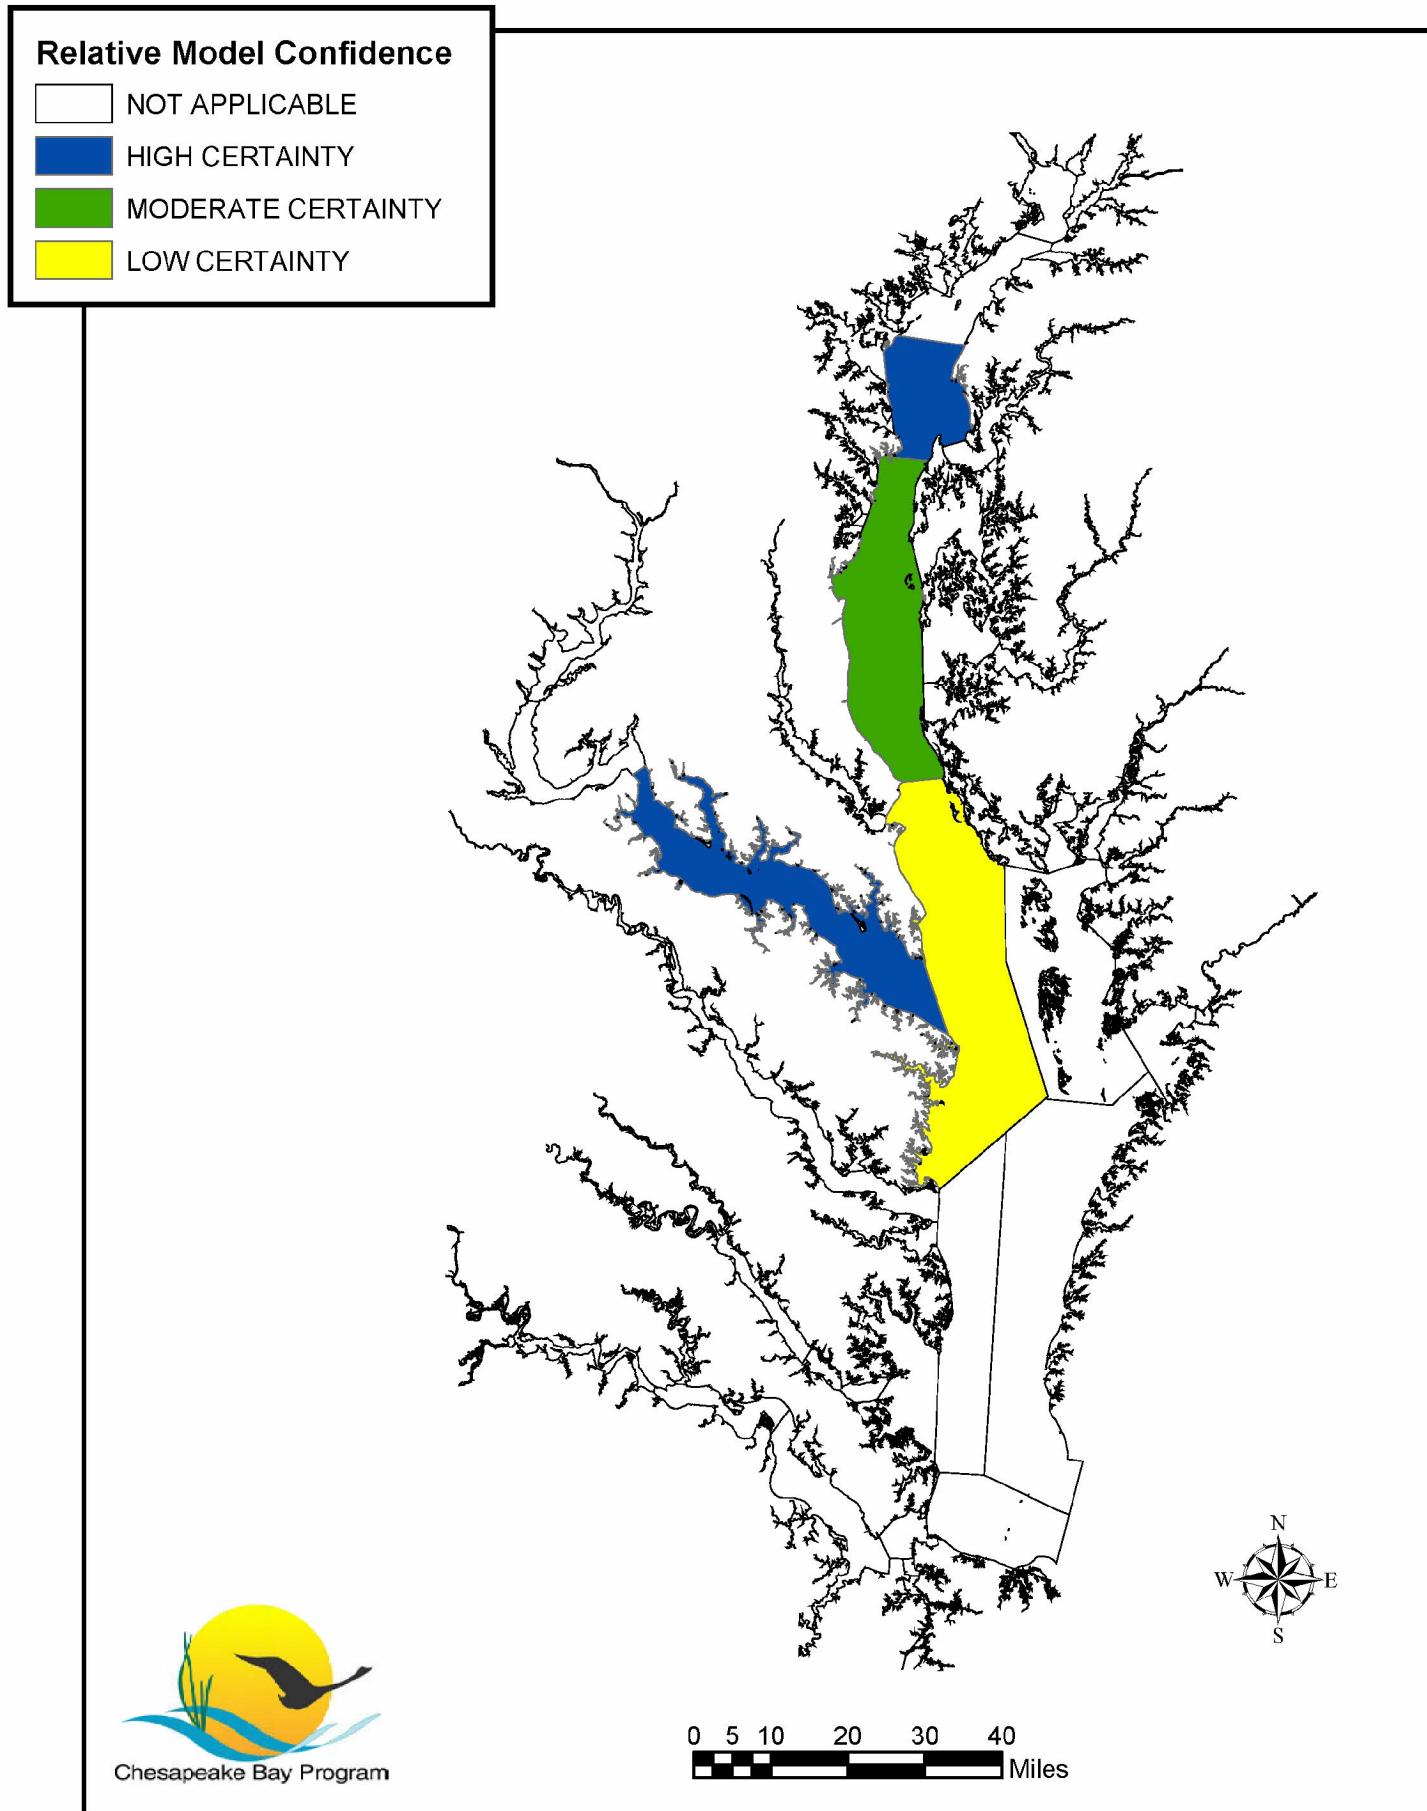 Relative Model Confidence
NOT APPLICABLE
HIGH CERTAINTY
MODERATE CERTAINTY
LOW CERTAINTY
N
W E
S
Chesapeake Bay Program
0 5 10 20 30 40
Miles